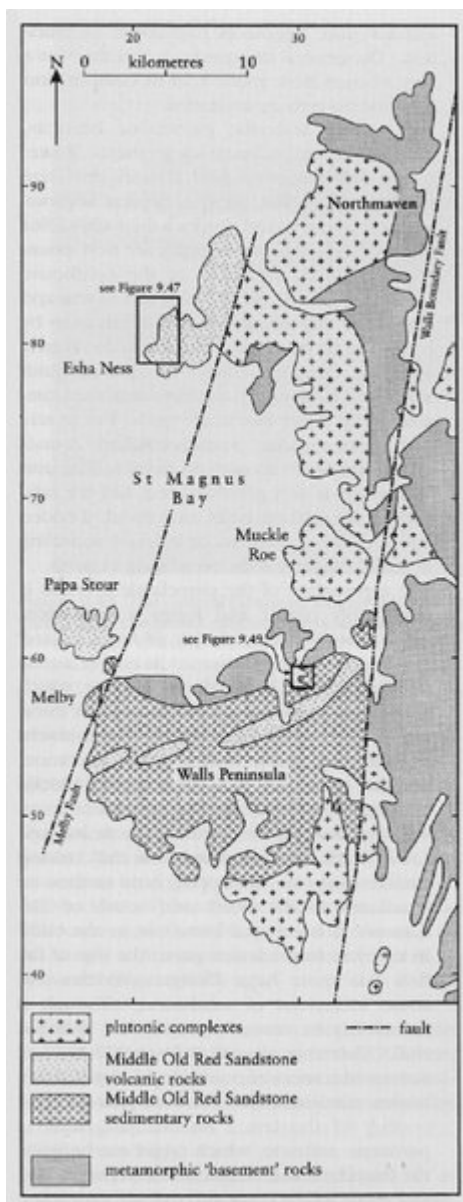 N
kilometres
0 10
90
Northmaven
see Figure 9.47
Walls Boundary Fault
80
Esha Ness
St Magnus
Bay
70
Muckle
Roe
Papa Stour
see Figure 9.49
60
Melby
Walls Peninsula
Melby Fault
50
40
20 30
plutonic complexes
fault
Middle Old Red Sandstone
volcanic rocks
Middle Old Red Sandstone
sedimentary rocks
metamorphic 'basement' rocks